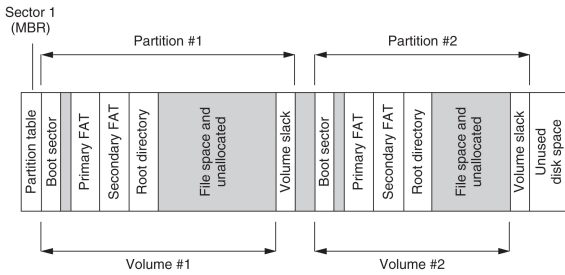 Sector 1
(MBR)
Partition #1
Partition #2
Partition table
Boot sector
Primary FAT
Secondary FAT
Root directory
File space and
unallocated
Volume slack
Boot sector
Primary FAT
Secondary FAT
Root directory
File space and
unallocated
Volume slack
Unused
disk space
Volume #1
Volume #2